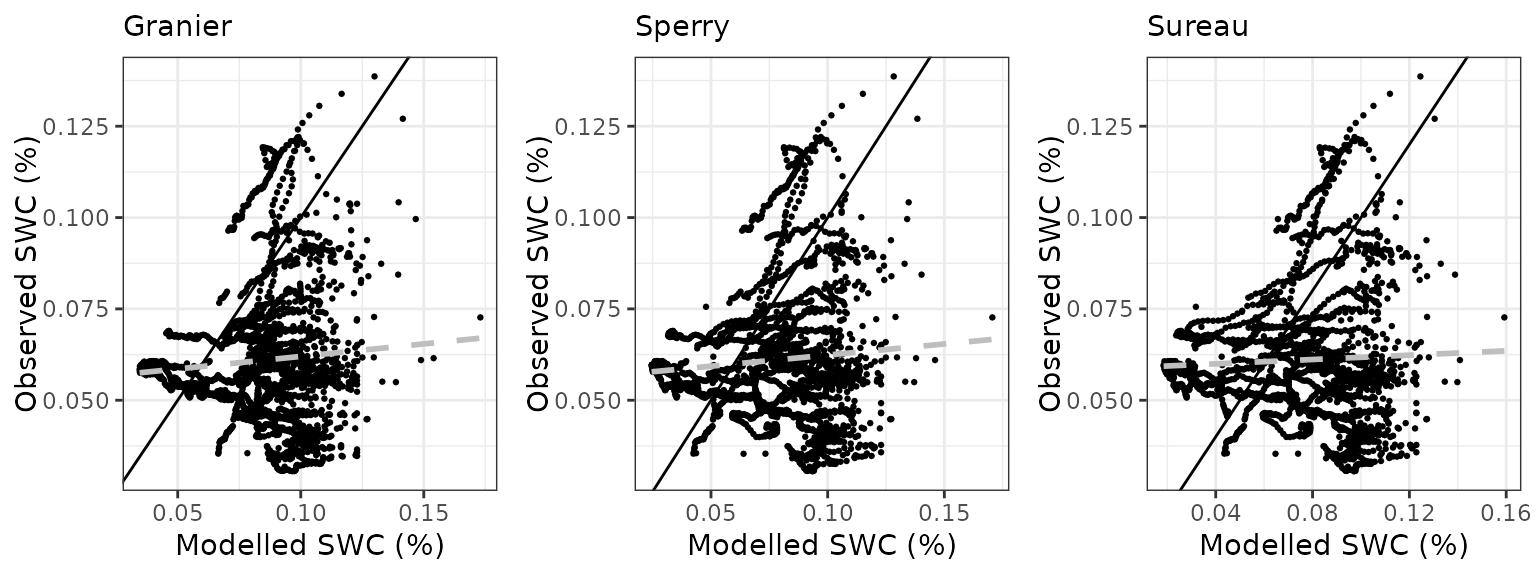 Granier
Sperry
Sureau
Observed SWC (%)
0.125
0.100
0.075
0.050
0.05
0.10
0.15
Modelled SWC (%)
Observed SWC (%)
0.125
0.100
0.075
0.050
0.05
0.10
0.15
Modelled SWC (%)
Observed SWC (%)
0.125
0.100
0.075
0.050
0.04
0.08
0.12
0.16
Modelled SWC (%)